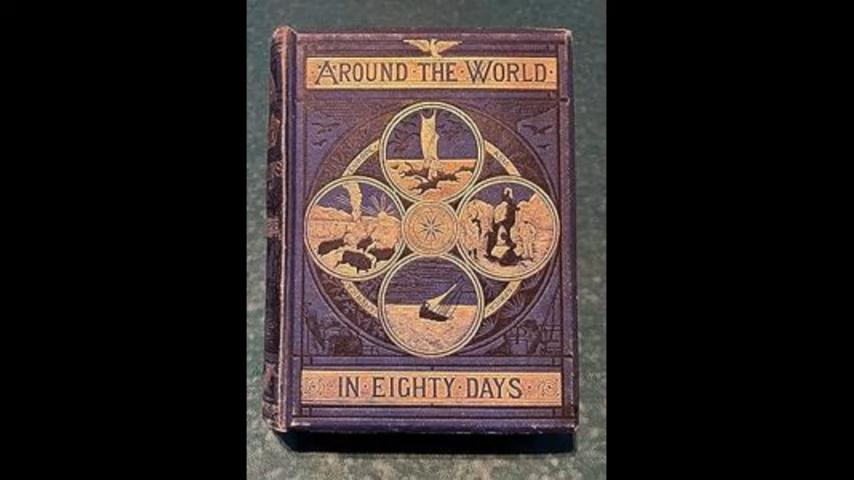 AROUND · THE · WORLD
IN · EIGHTY · DAYS